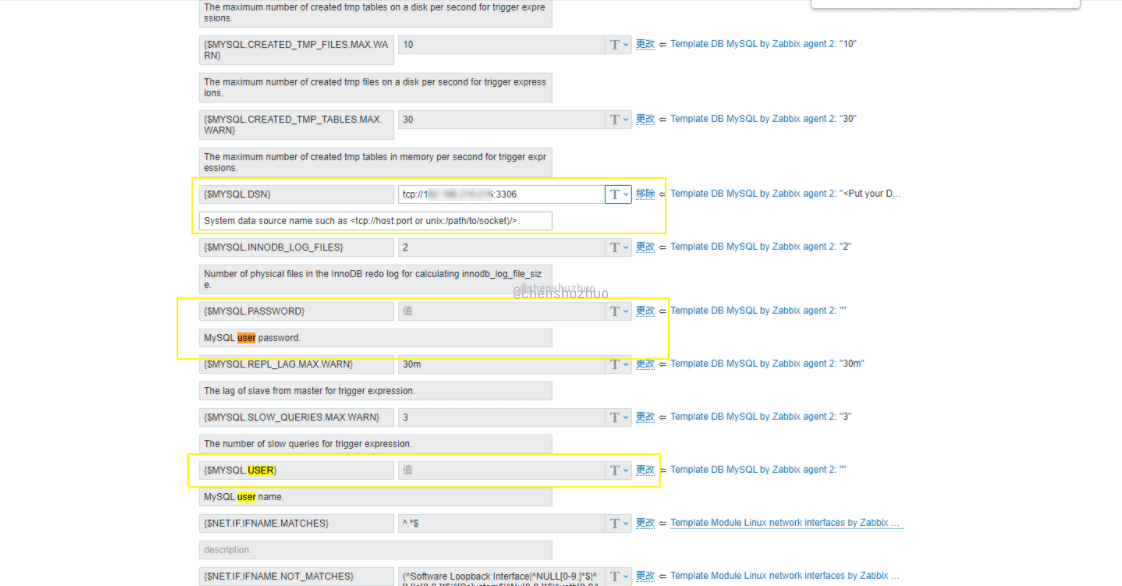 The maximum number of created tmp tables on a disk per second for trigger expre
ssions.
{$MYSQL.CREATED_TMP_FILES.MAX.WA
RN}
10
T
更改 ⇐ Template DB MySQL by Zabbix agent 2: "10"
The maximum number of created tmp files on a disk per second for trigger express
ions.
{$MYSQL.CREATED_TMP_TABLES.MAX.
WARN}
30
T
更改 ⇐ Template DB MySQL by Zabbix agent 2: "30"
The maximum number of created tmp tables in memory per second for trigger expr
essions.
{$MYSQL.DSN}
tcp://1
:3306
T
移除 ⇐ Template DB MySQL by Zabbix agent 2: "<Put your D...
System data source name such as <tcp://host:port or unix:/path/to/socket)/>.
{$MYSQL.INNODB_LOG_FILES}
2
T
更改 ⇐ Template DB MySQL by Zabbix agent 2: "2"
Number of physical files in the InnoDB redo log for calculating innodb_log_file_siz
e.
@chenshuzhuo
@chenshuzhuo
{$MYSQL.PASSWORD}
值
T
更改 ⇐ Template DB MySQL by Zabbix agent 2: ""
MySQL user password.
{$MYSQL.REPL_LAG.MAX.WARN}
30m
T
更改 ⇐ Template DB MySQL by Zabbix agent 2: "30m"
The lag of slave from master for trigger expression.
{$MYSQL.SLOW_QUERIES.MAX.WARN}
3
T
更改 ⇐ Template DB MySQL by Zabbix agent 2: "3"
The number of slow queries for trigger expression.
{$MYSQL.USER}
值
T
更改 ⇐ Template DB MySQL by Zabbix agent 2: ""
MySQL user name.
{$NET.IF.IFNAME.MATCHES}
^.*$
T
更改 ⇐ Template Module Linux network interfaces by Zabbix ...
description
{$NET.IF.IFNAME.NOT_MATCHES}
(^Software Loopback Interface|^NULL[0-9.]*$|^
T
更改 ⇐ Template Module Linux network interfaces by Zabbix ...